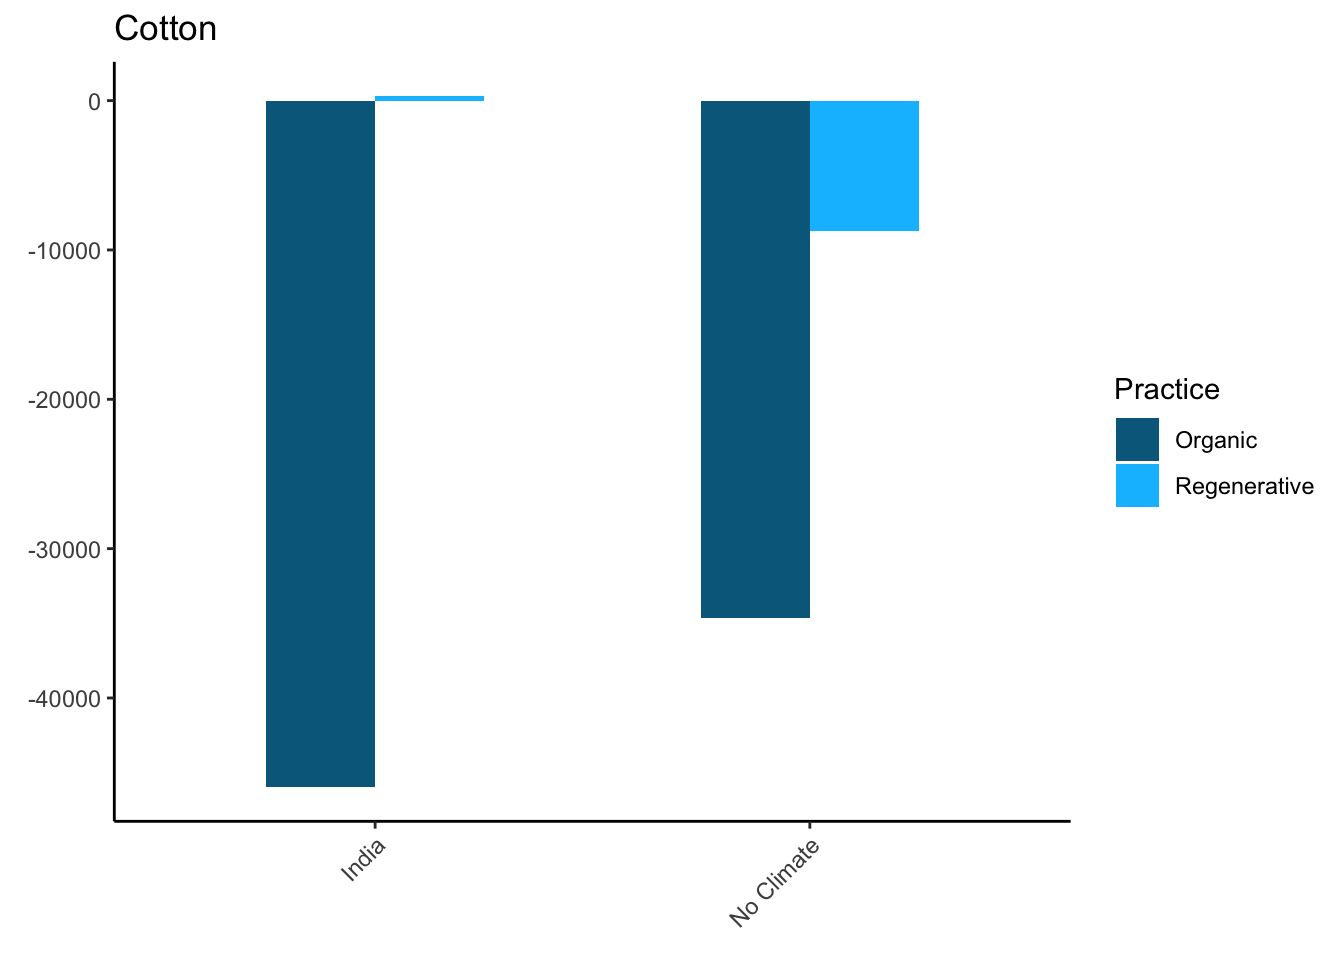 Cotton
0
-10000
-20000
-30000
-40000
India
No Climate
Practice
Organic
Regenerative